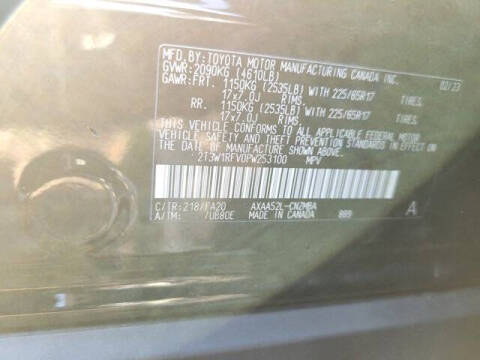 MFD.BY:TOYOTA MOTOR MANUFACTURING CANADA INC.
GVWR:2090KG (4610LB) 02/23
GAWR:FRT. 1150KG (2535LB) WITH 225/65R17 TIRES,
17x7.0J RIMS.
RR. 1150KG (2535LB) WITH 225/65R17 TIRES,
17x7.0J RIMS.
THIS VEHICLE CONFORMS TO ALL APPLICABLE FEDERAL MOTOR
VEHICLE SAFETY AND THEFT PREVENTION STANDARDS IN EFFECT ON
THE DATE OF MANUFACTURE SHOWN ABOVE.
2T3W1RFV0PW253100 MPV
C/TR:218/FA20 AXAA52L-CNZMBA
A/TM: /UB80E MADE IN CANADA 889 A